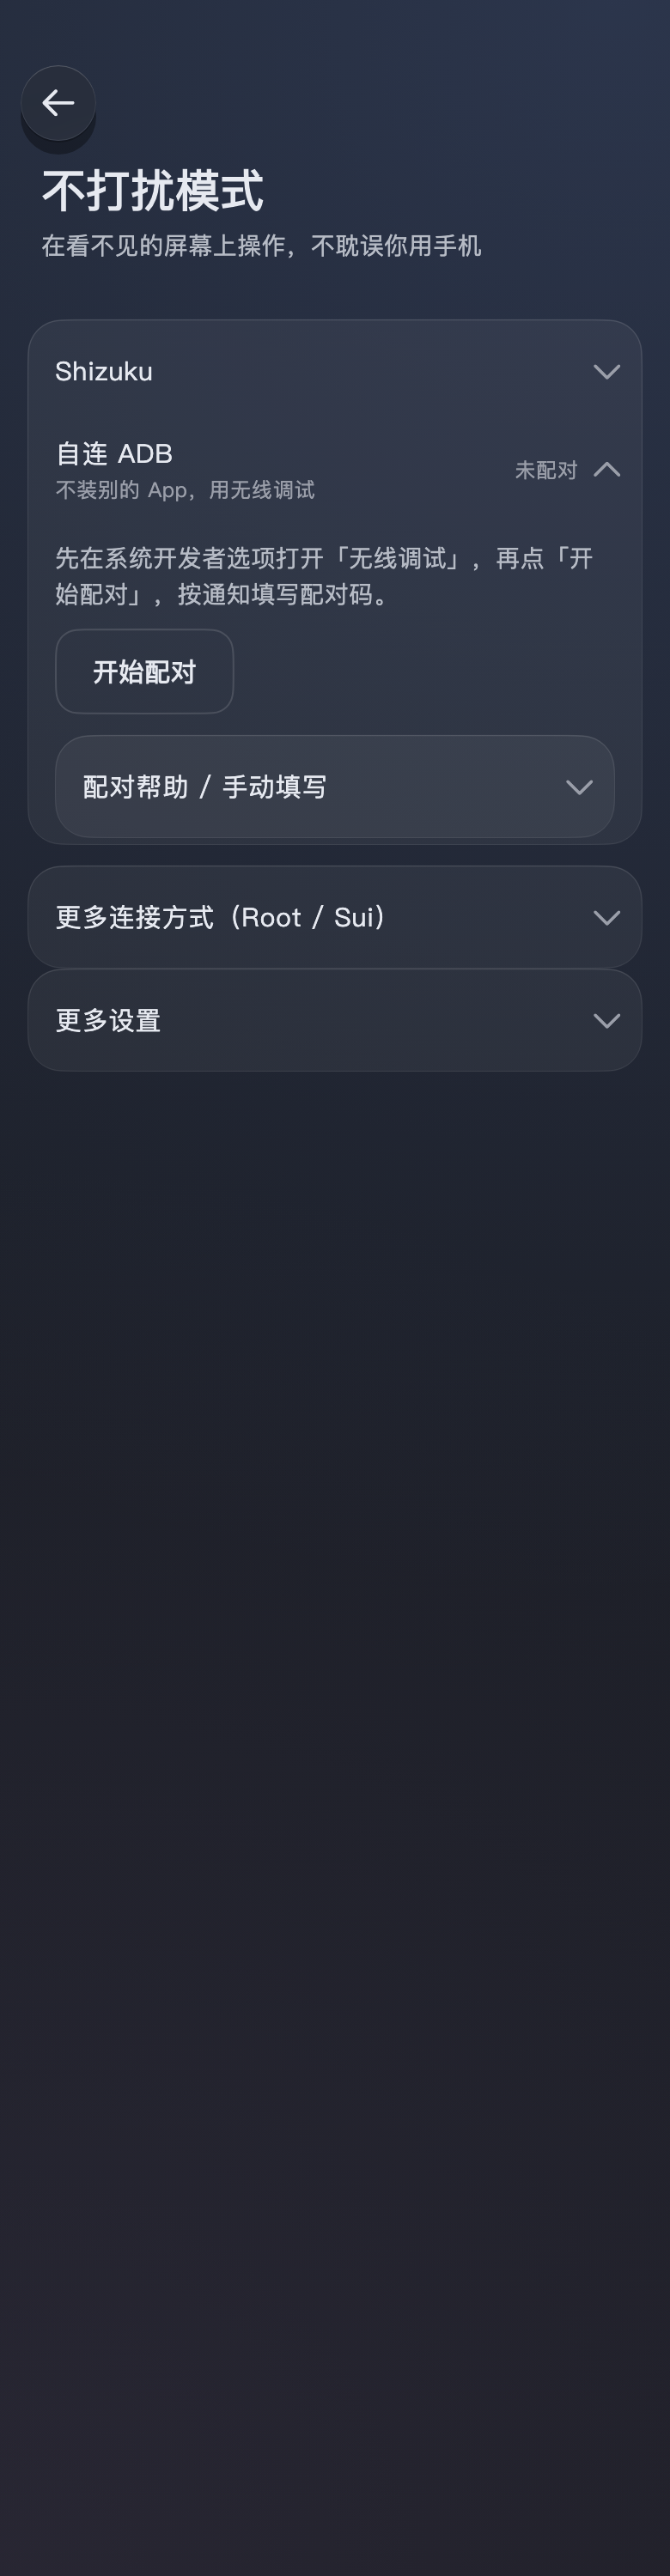 不打扰模式
在看不见的屏幕上操作，不耽误你用手机
Shizuku
自连 ADB
不装别的 App，用无线调试
未配对
先在系统开发者选项打开「无线调试」，再点「开
始配对」，按通知填写配对码。
开始配对
配对帮助 / 手动填写
更多连接方式（Root / Sui）
更多设置